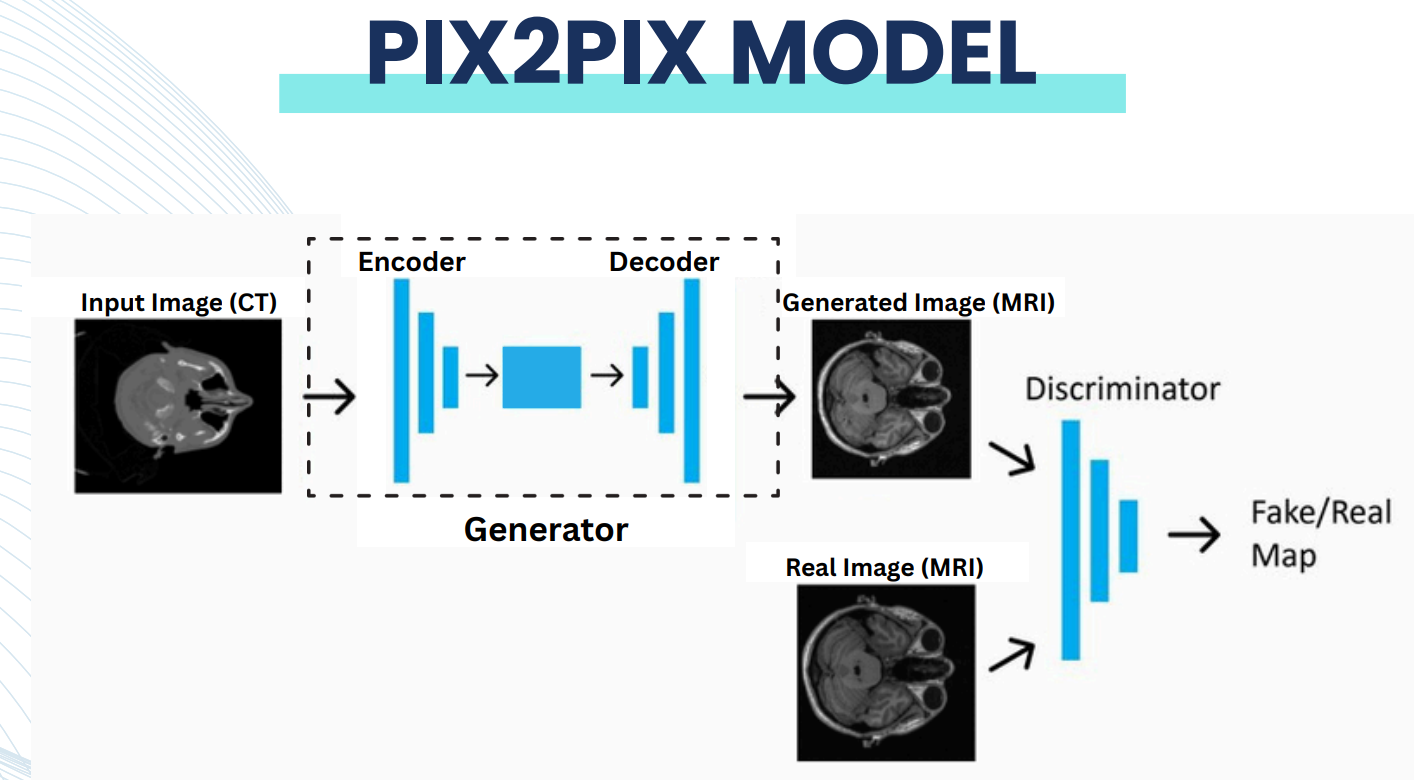 PIX2PIX MODEL
Encoder
Decoder
Input Image (CT)
Generated Image (MRI)
Discriminator
Generator
Fake/Real
Map
Real Image (MRI)